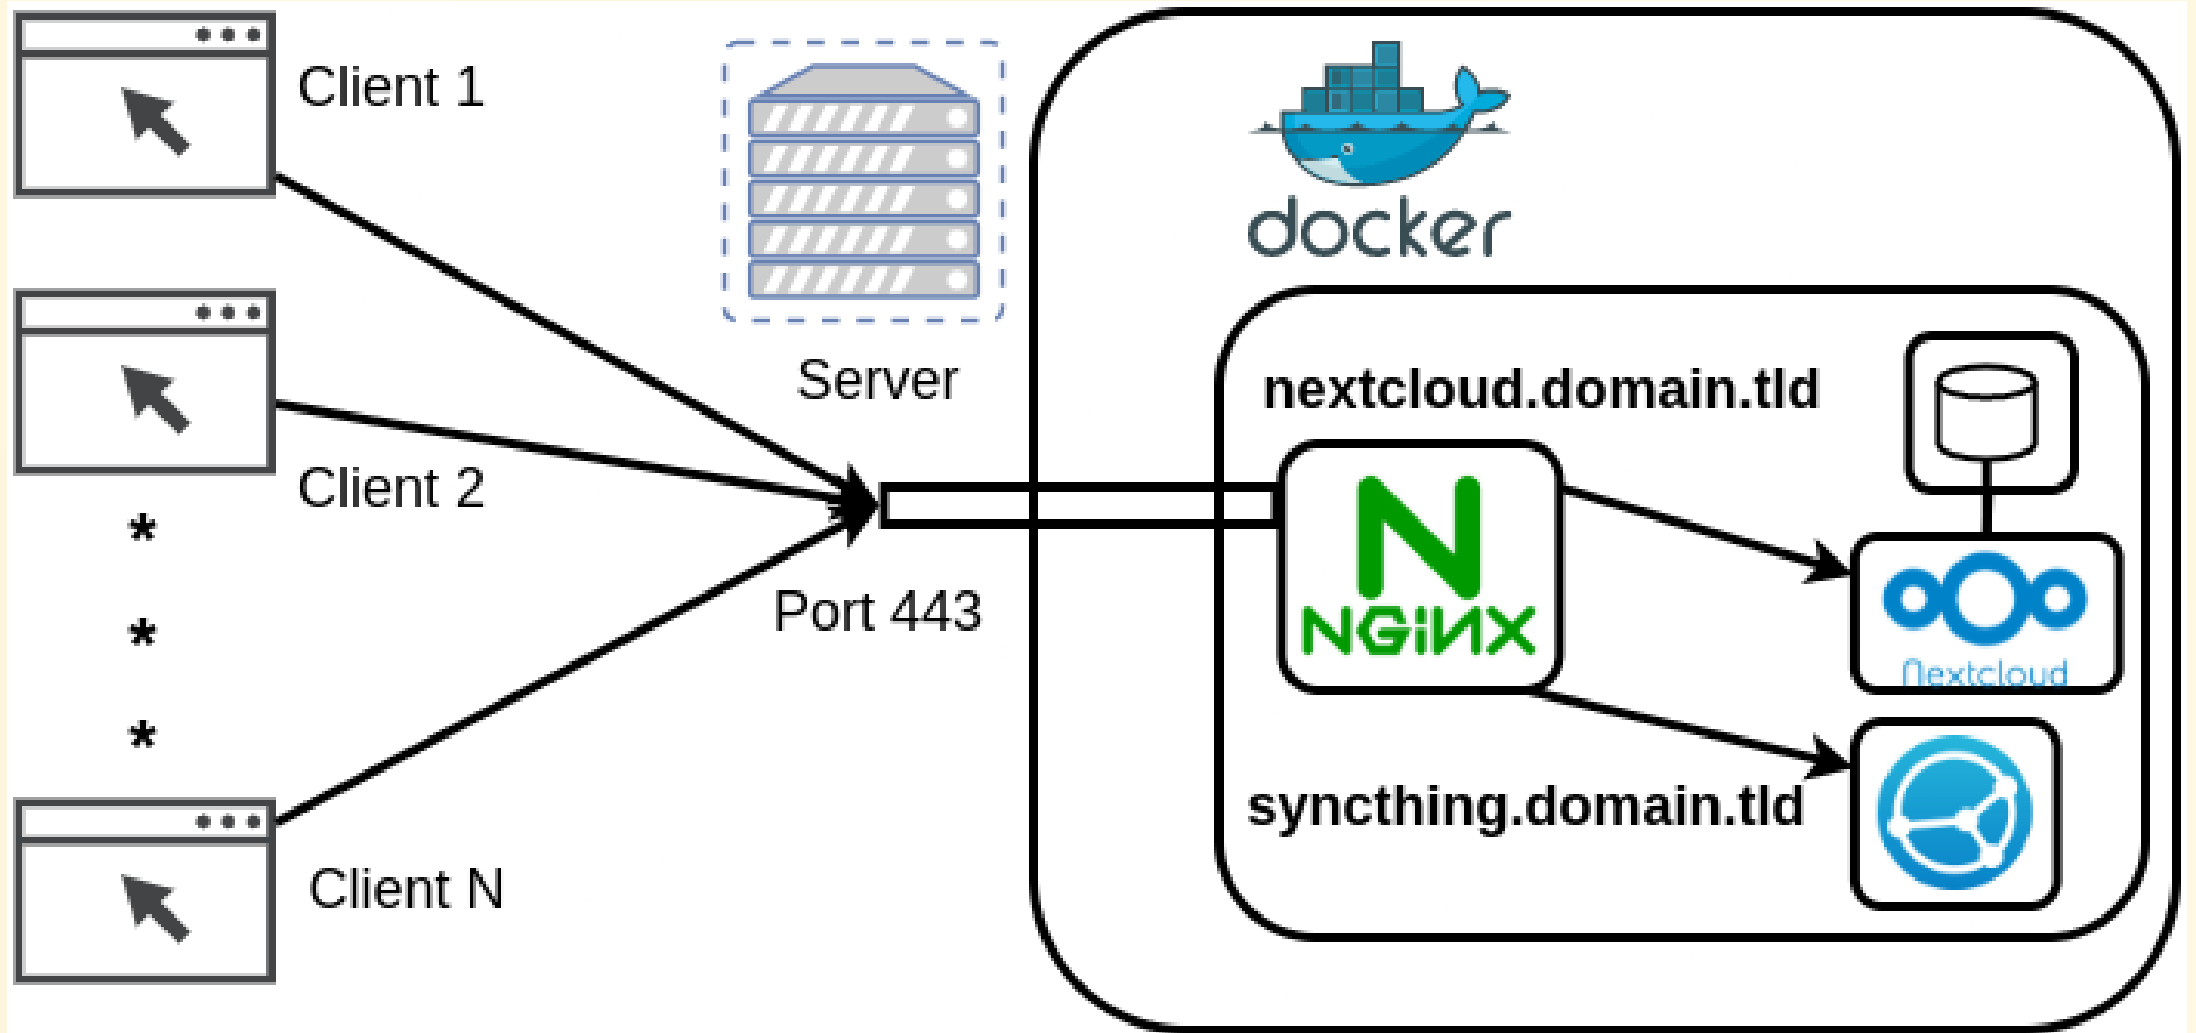 Client 1
Server
docker
Client 2
nextcloud.domain.tld
NGiNX
Port 443
Nextcloud
*
*
*
syncthing.domain.tld
Client N